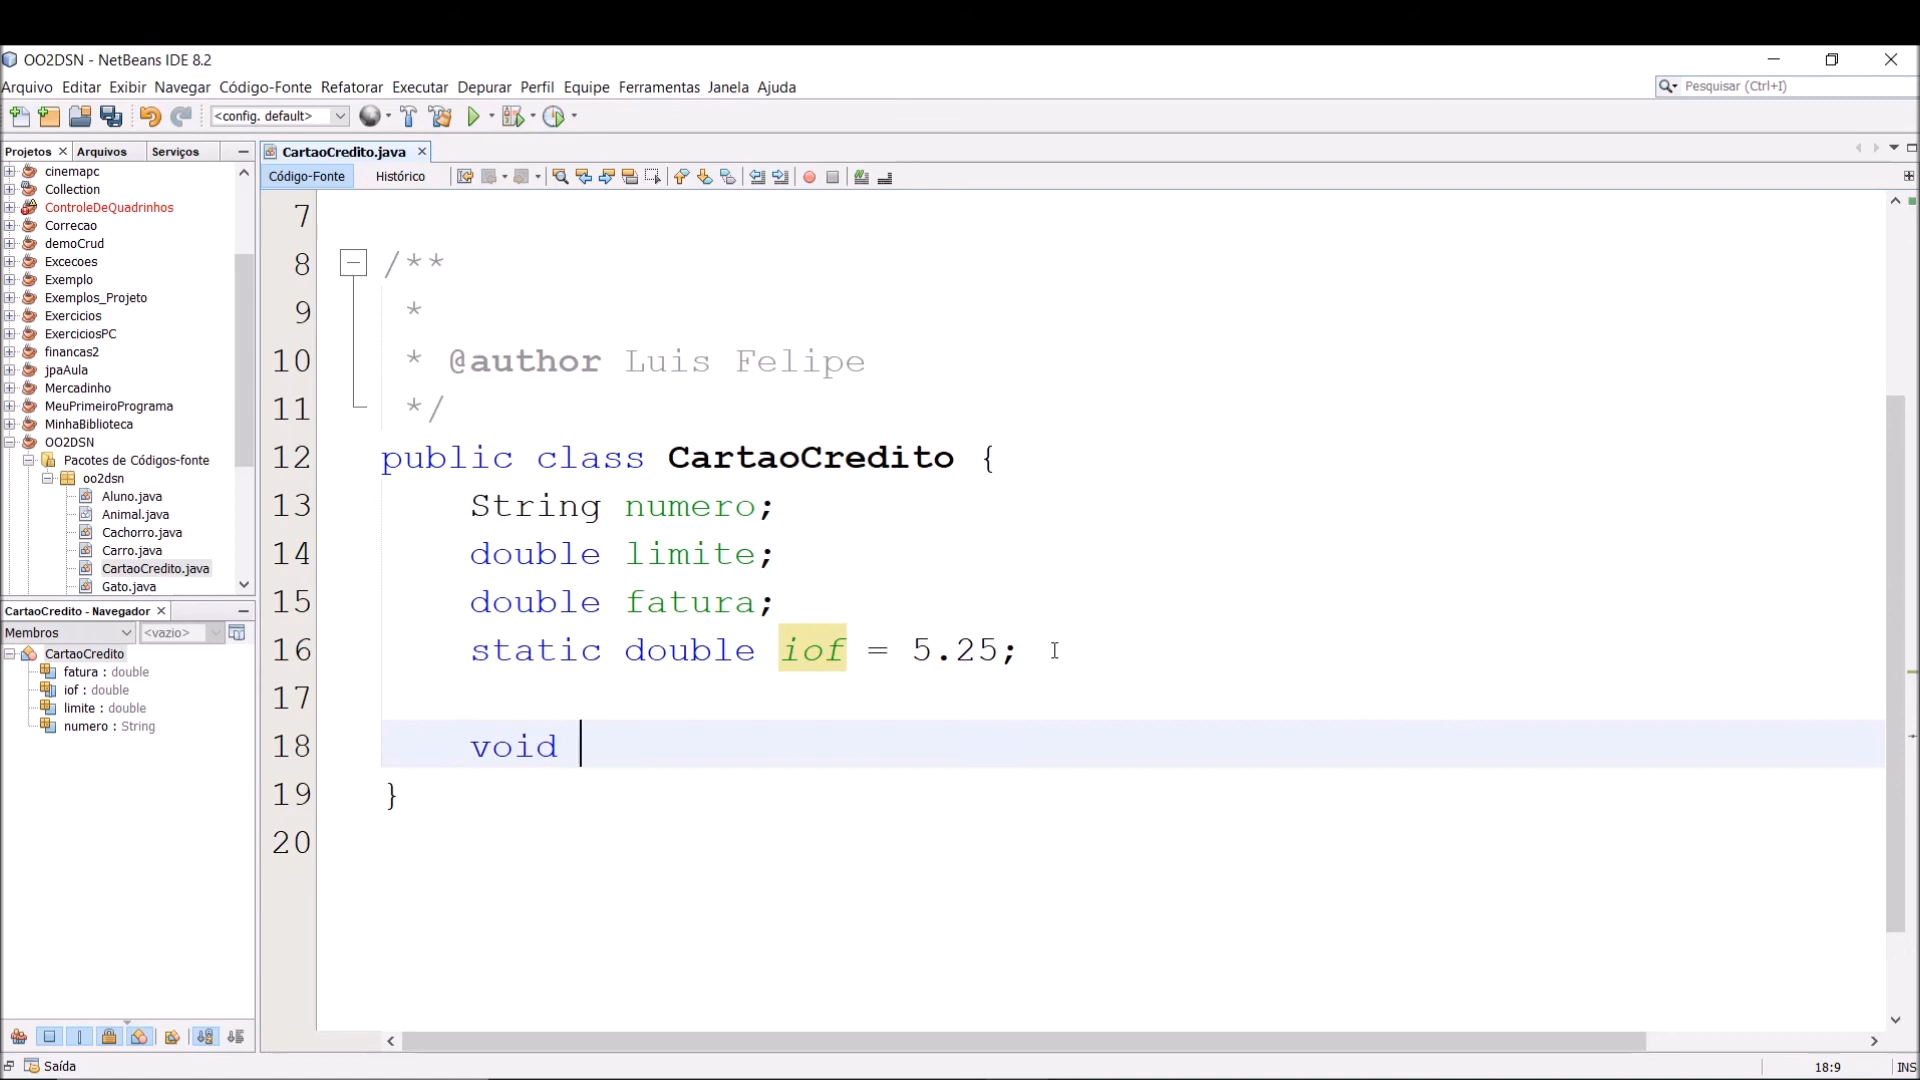 OO2DSN - NetBeans IDE 8.2
Arquivo Editar Exibir Navegar Código-Fonte Refatorar Executar Depurar Perfil Equipe Ferramentas Janela Ajuda
Pesquisar (Ctrl+I)
<config. default>
Projetos Arquivos Serviços
cinemapc
Collection
ControleDeQuadrinhos
Correcao
demoCrud
Excecoes
Exemplo
Exemplos_Projeto
Exercicios
ExerciciosPC
financas2
jpaAula
Mercadinho
MeuPrimeiroPrograma
MinhaBiblioteca
OO2DSN
Pacotes de Códigos-fonte
oo2dsn
Aluno.java
Animal.java
Cachorro.java
Carro.java
CartaoCredito.java
Gato.java
CartaoCredito - Navegador
Membros <vazio>
CartaoCredito
fatura : double
iof : double
limite : double
numero : String
CartaoCredito.java
Código-Fonte Histórico
7
8 /**
9 *
10 * @author Luis Felipe
11 */
12 public class CartaoCredito {
13 String numero;
14 double limite;
15 double fatura;
16 static double iof = 5.25;
17
18 void
19 }
20
Saída
18:9 INS